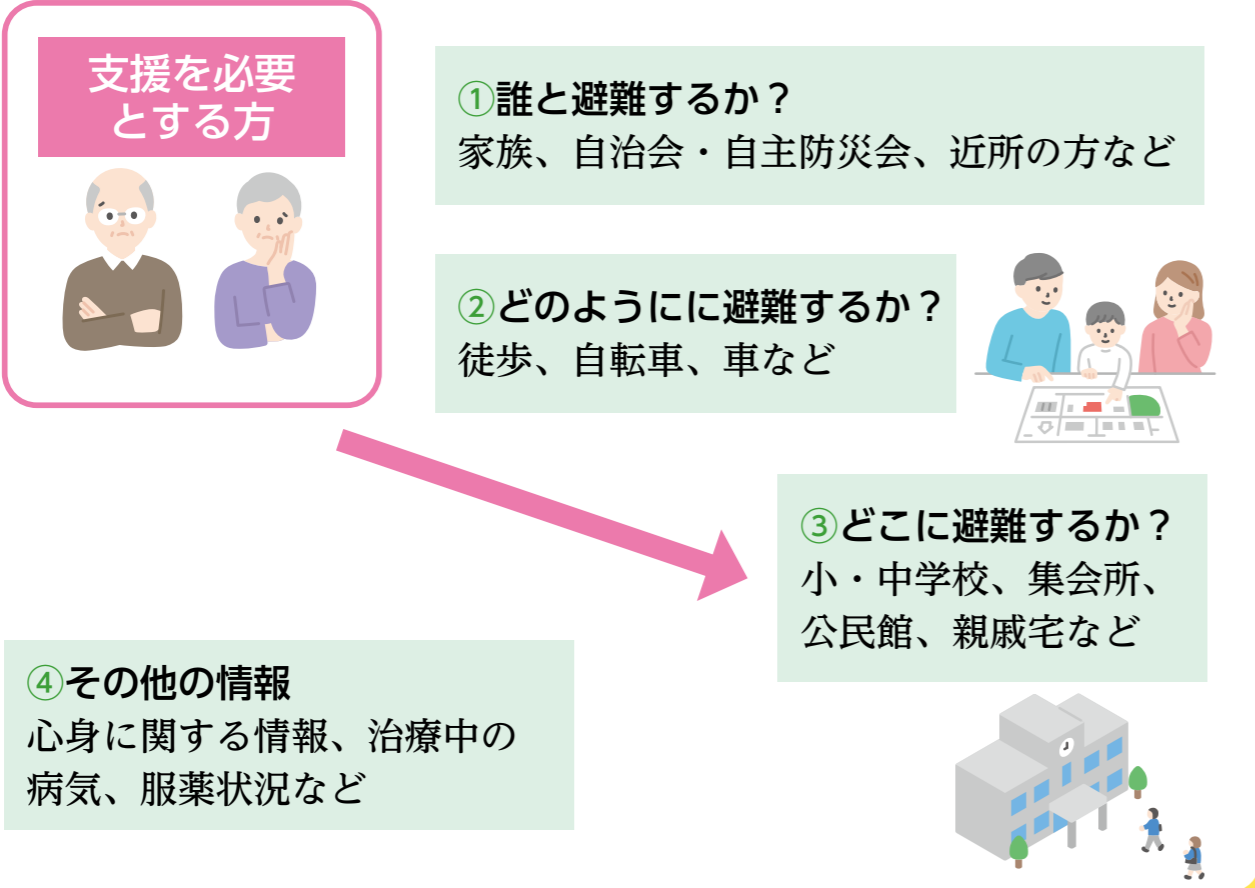 支援を必要
とする方
①誰と避難するか？
家族、自治会・自主防災会、近所の方など
②どのようにに避難するか？
徒歩、自転車、車など
③どこに避難するか？
小・中学校、集会所、
公民館、親戚宅など
④その他の情報
心身に関する情報、治療中の
病気、服薬状況など